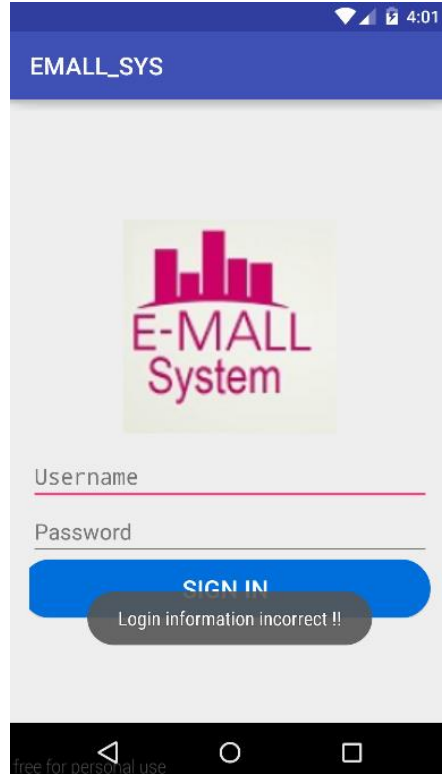 4:01
EMALL_SYS
E-MALL
System
Username
Password
SIGN IN
Login information incorrect !!
free for personal use